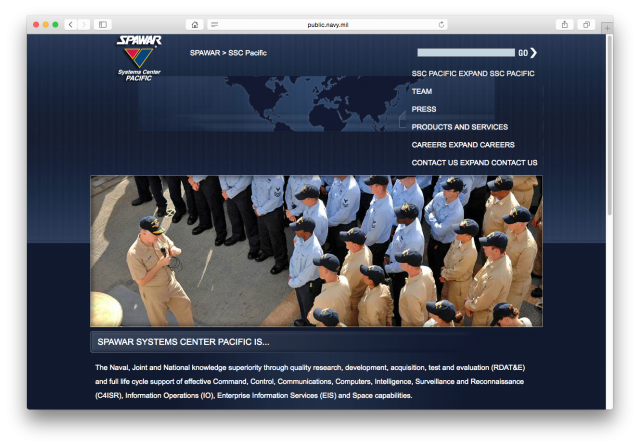 public.navy.mil
SPAWAR
Systems Center
PACIFIC
SPAWAR > SSC Pacific
GO
SSC PACIFIC EXPAND SSC PACIFIC
TEAM
PRESS
PRODUCTS AND SERVICES
CAREERS EXPAND CAREERS
CONTACT US EXPAND CONTACT US
SPAWAR SYSTEMS CENTER PACIFIC IS...
The Naval, Joint and National knowledge superiority through quality research, development, acquisition, test and evaluation (RDAT&E)
and full life cycle support of effective Command, Control, Communications, Computers, Intelligence, Surveillance and Reconnaissance
(C4ISR), Information Operations (IO), Enterprise Information Services (EIS) and Space capabilities.